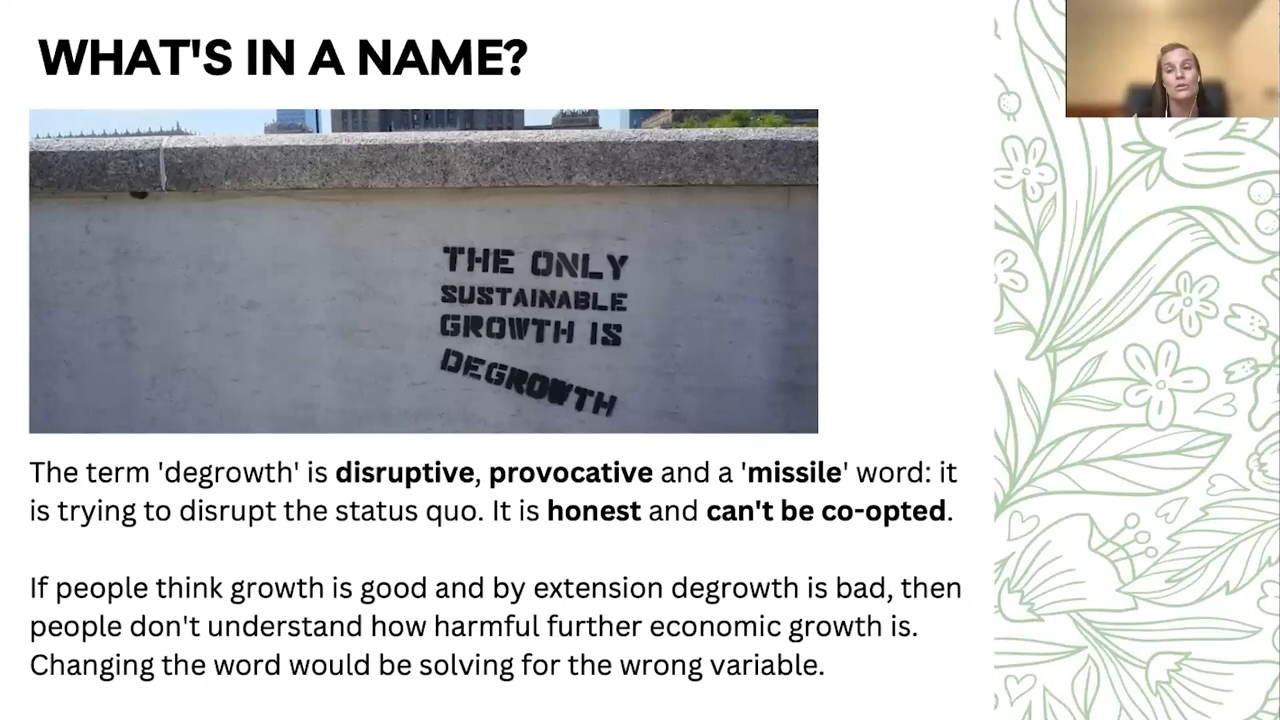 WHAT'S IN A NAME?
THE ONLY
SUSTAINABLE
GROWTH IS
DEGROWTH
The term 'degrowth' is disruptive, provocative and a 'missile' word: it
is trying to disrupt the status quo. It is honest and can't be co-opted.
If people think growth is good and by extension degrowth is bad, then
people don't understand how harmful further economic growth is.
Changing the word would be solving for the wrong variable.